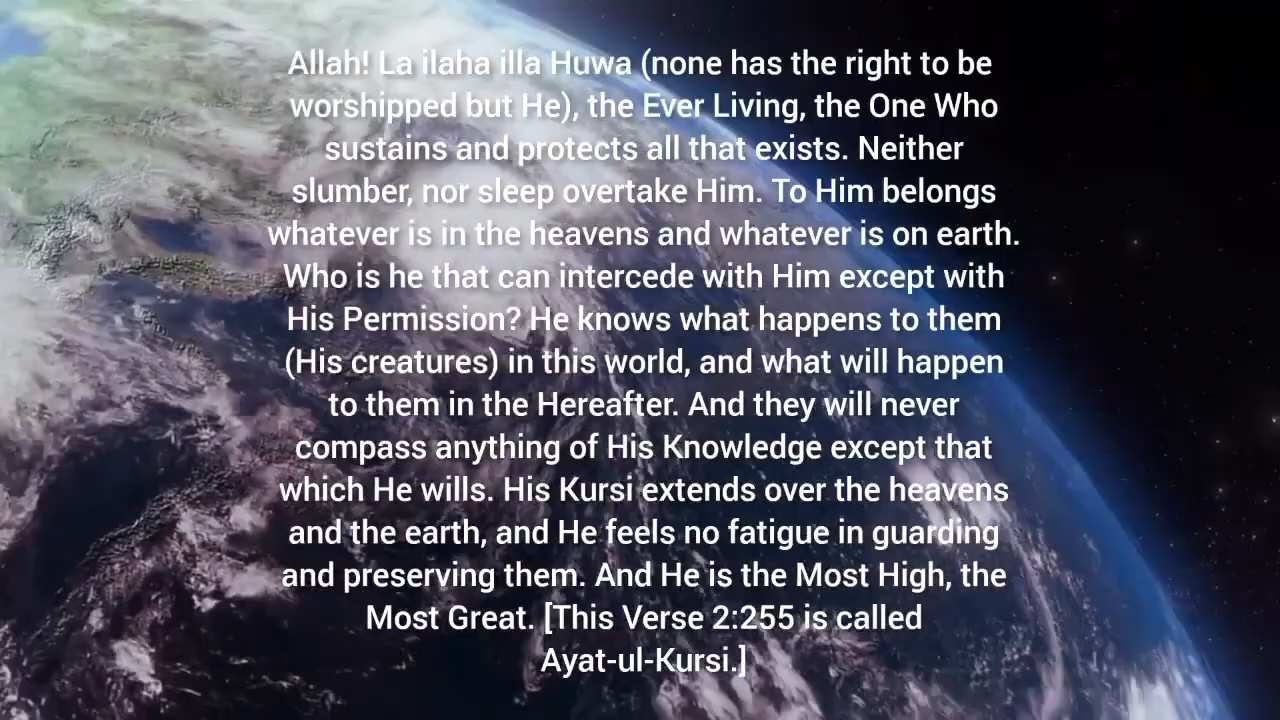 Allah! La ilaha illa Huwa (none has the right to be
worshipped but He), the Ever Living, the One Who
sustains and protects all that exists. Neither
slumber, nor sleep overtake Him. To Him belongs
whatever is in the heavens and whatever is on earth.
Who is he that can intercede with Him except with
His Permission? He knows what happens to them
(His creatures) in this world, and what will happen
to them in the Hereafter. And they will never
compass anything of His Knowledge except that
which He wills. His Kursi extends over the heavens
and the earth, and He feels no fatigue in guarding
and preserving them. And He is the Most High, the
Most Great. [This Verse 2:255 is called
Ayat-ul-Kursi.]